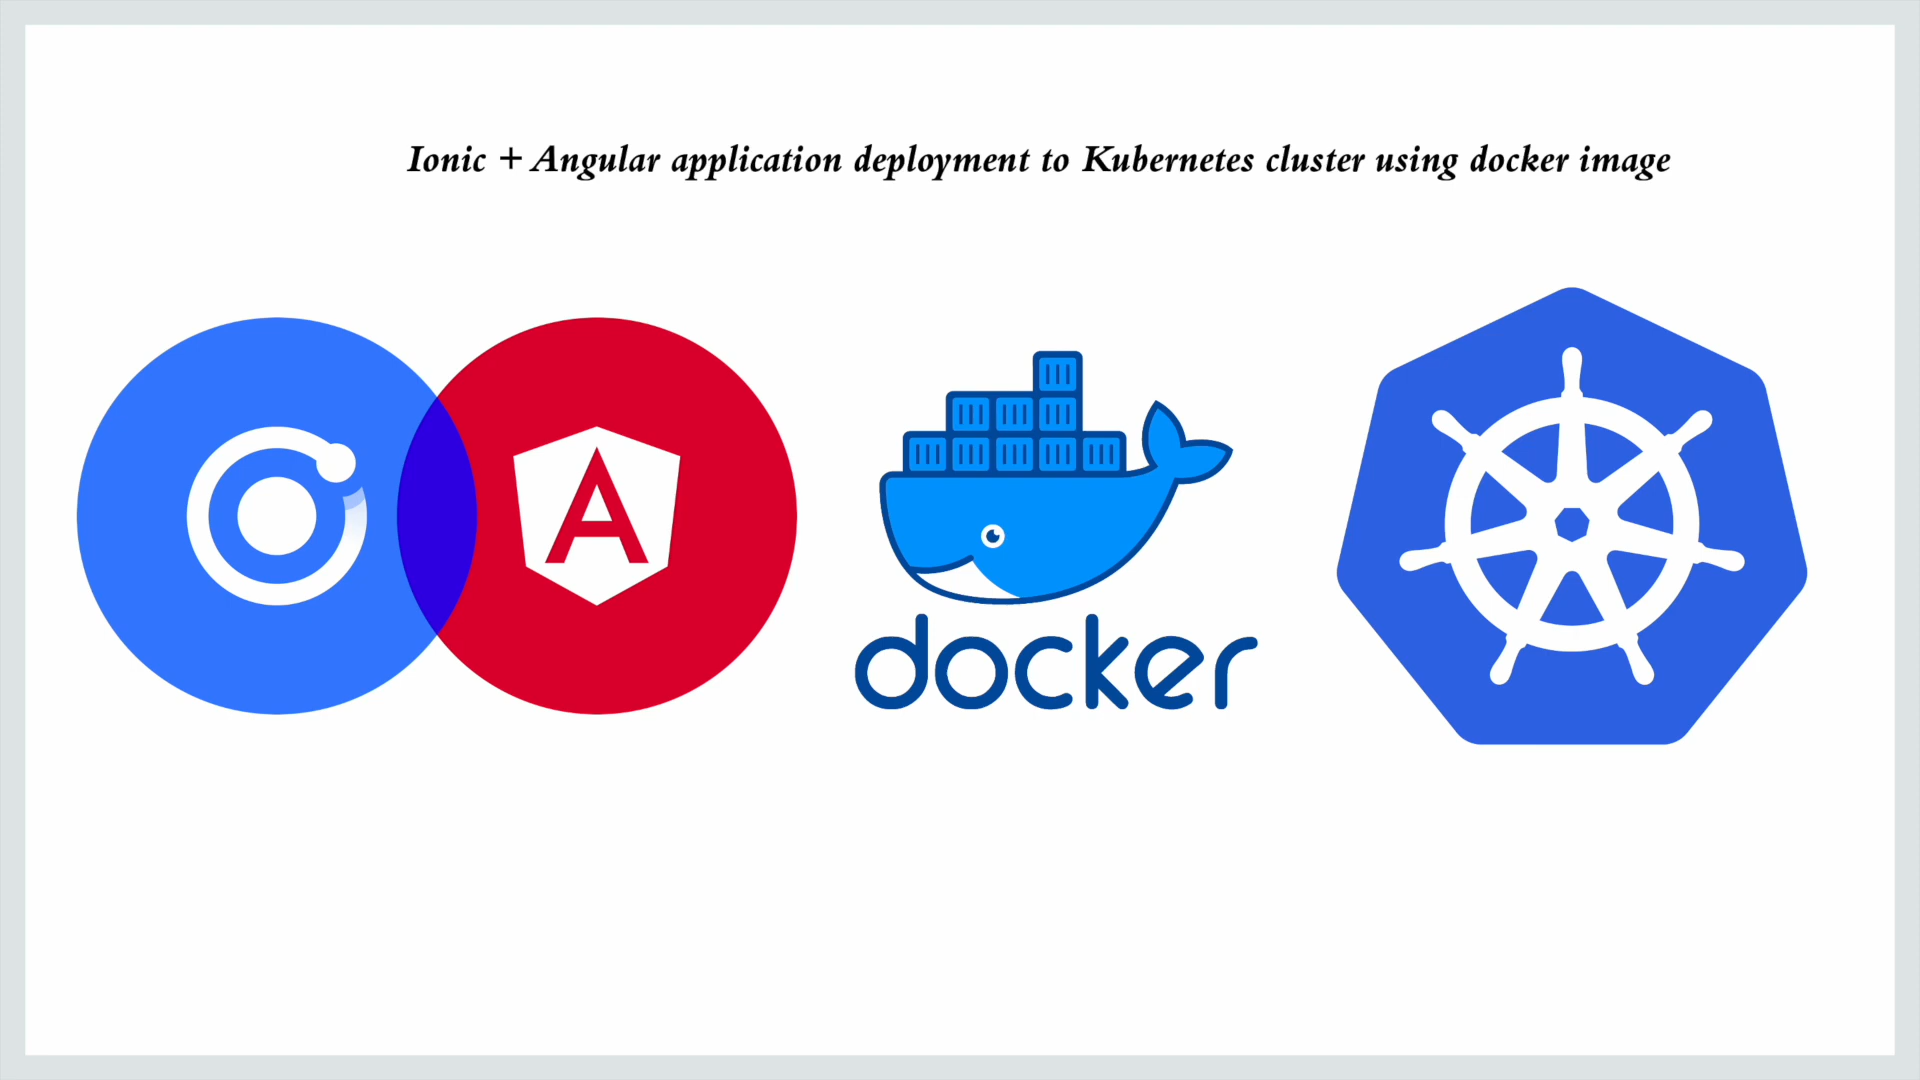 Ionic + Angular application deployment to Kubernetes cluster using docker image
A
docker